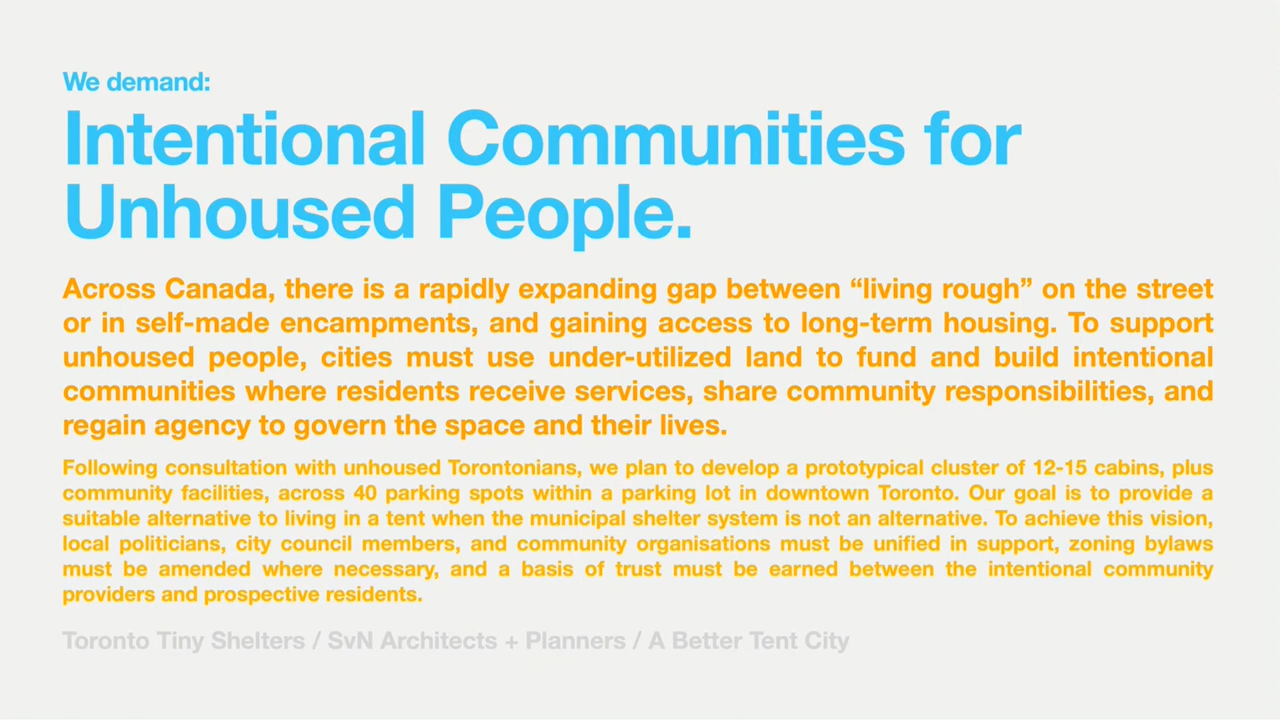 We demand:
Intentional Communities for
Unhoused People.
Across Canada, there is a rapidly expanding gap between “living rough” on the street
or in self-made encampments, and gaining access to long-term housing. To support
unhoused people, cities must use under-utilized land to fund and build intentional
communities where residents receive services, share community responsibilities, and
regain agency to govern the space and their lives.
Following consultation with unhoused Torontonians, we plan to develop a prototypical cluster of 12-15 cabins, plus
community facilities, across 40 parking spots within a parking lot in downtown Toronto. Our goal is to provide a
suitable alternative to living in a tent when the municipal shelter system is not an alternative. To achieve this vision,
local politicians, city council members, and community organisations must be unified in support, zoning bylaws
must be amended where necessary, and a basis of trust must be earned between the intentional community
providers and prospective residents.
Toronto Tiny Shelters / SvN Architects + Planners / A Better Tent City